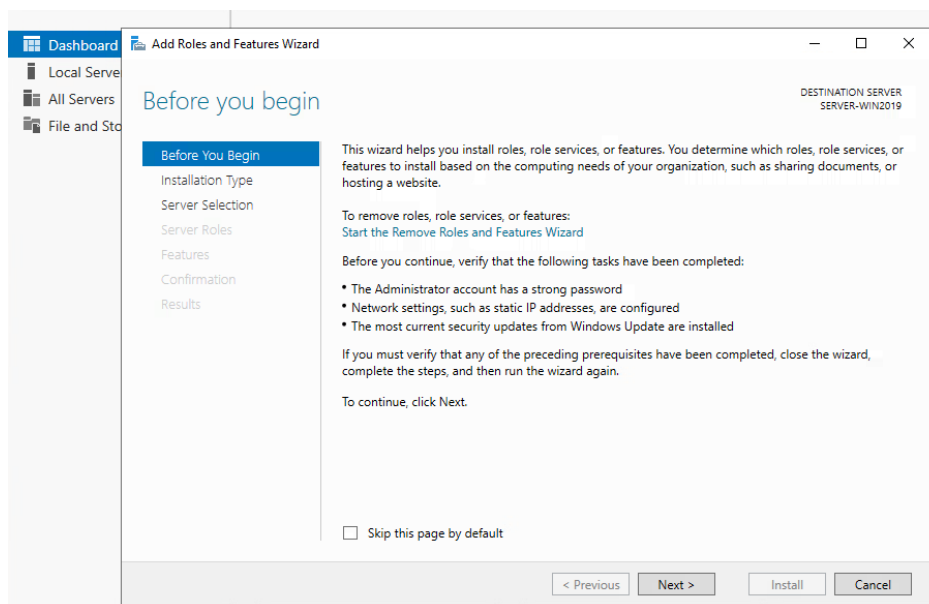 Dashboard
Local Serve
All Servers
File and Sto
Add Roles and Features Wizard
Before you begin
DESTINATION SERVER
SERVER-WIN2019
Before You Begin
Installation Type
Server Selection
Server Roles
Features
Confirmation
Results
This wizard helps you install roles, role services, or features. You determine which roles, role services, or
features to install based on the computing needs of your organization, such as sharing documents, or
hosting a website.
To remove roles, role services, or features:
Start the Remove Roles and Features Wizard
Before you continue, verify that the following tasks have been completed:
• The Administrator account has a strong password
• Network settings, such as static IP addresses, are configured
• The most current security updates from Windows Update are installed
If you must verify that any of the preceding prerequisites have been completed, close the wizard,
complete the steps, and then run the wizard again.
To continue, click Next.
Skip this page by default
< Previous
Next >
Install
Cancel